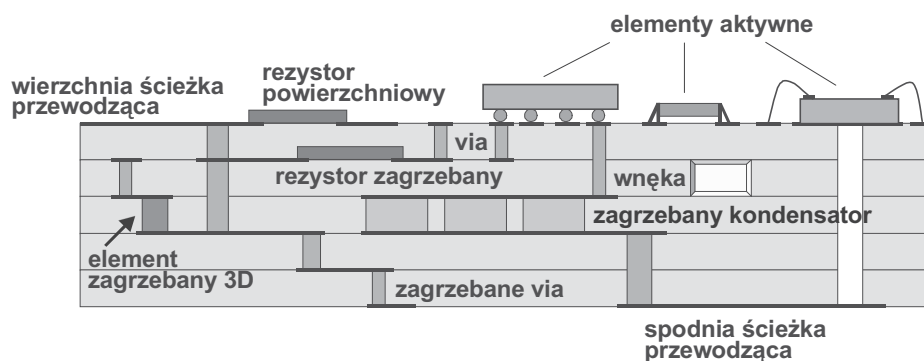 elementy aktywne
wierzchnia ścieżka
przewodząca
rezystor
powierzchniowy
via
rezystor zagrzebany
wnęka
zagrzebany kondensator
element
zagrzebany 3D
zagrzebane via
spodnia ścieżka
przewodząca